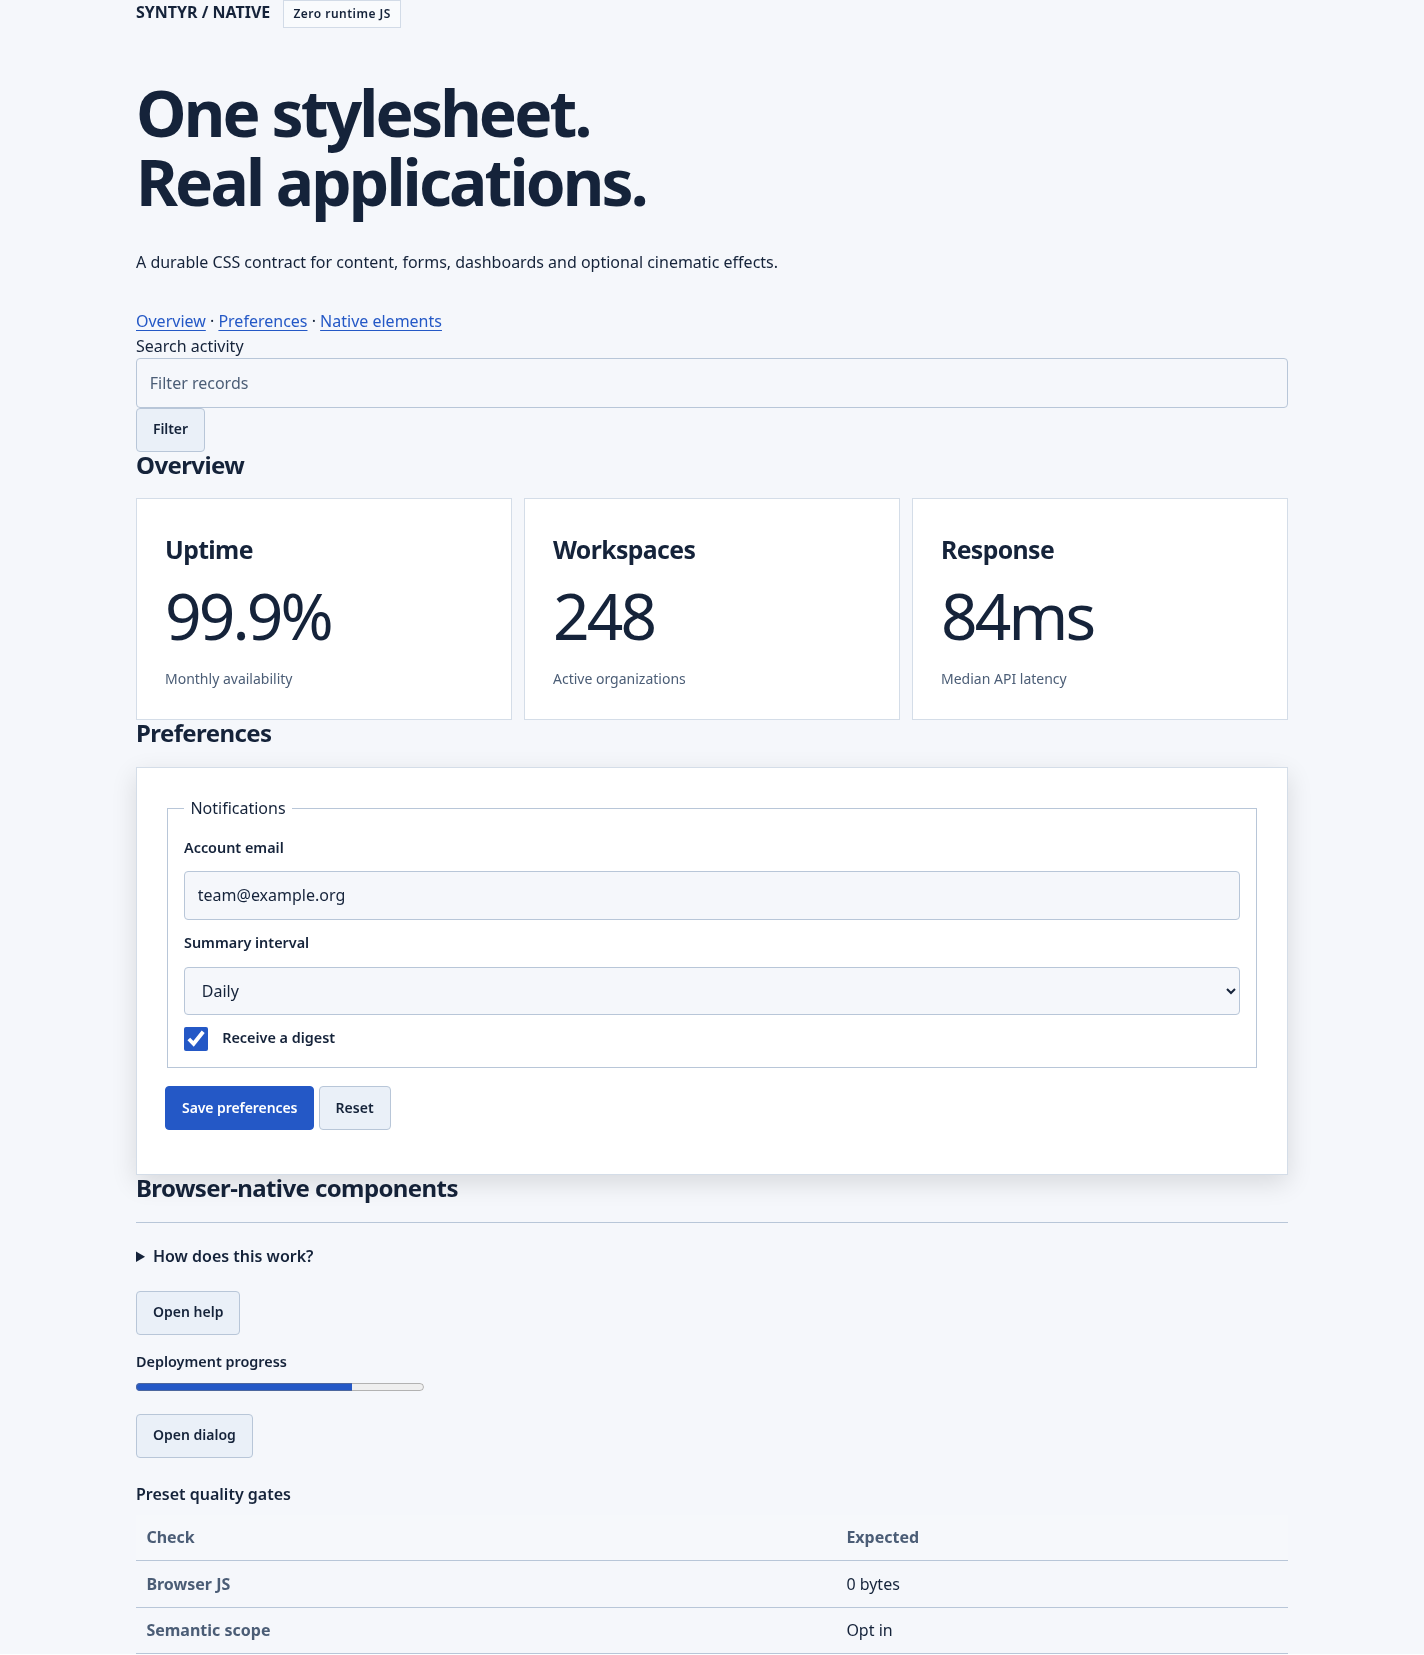 SYNTYR / NATIVE Zero runtime JS
One stylesheet.
Real applications.
A durable CSS contract for content, forms, dashboards and optional cinematic effects.
Overview · Preferences · Native elements
Search activity
Filter records
Filter
Overview
Uptime
99.9%
Monthly availability
Workspaces
248
Active organizations
Response
84ms
Median API latency
Preferences
Notifications
Account email
team@example.org
Summary interval
Daily
Receive a digest
Save preferences Reset
Browser-native components
How does this work?
Open help
Deployment progress
Open dialog
Preset quality gates
Check Expected
Browser JS 0 bytes
Semantic scope Opt in